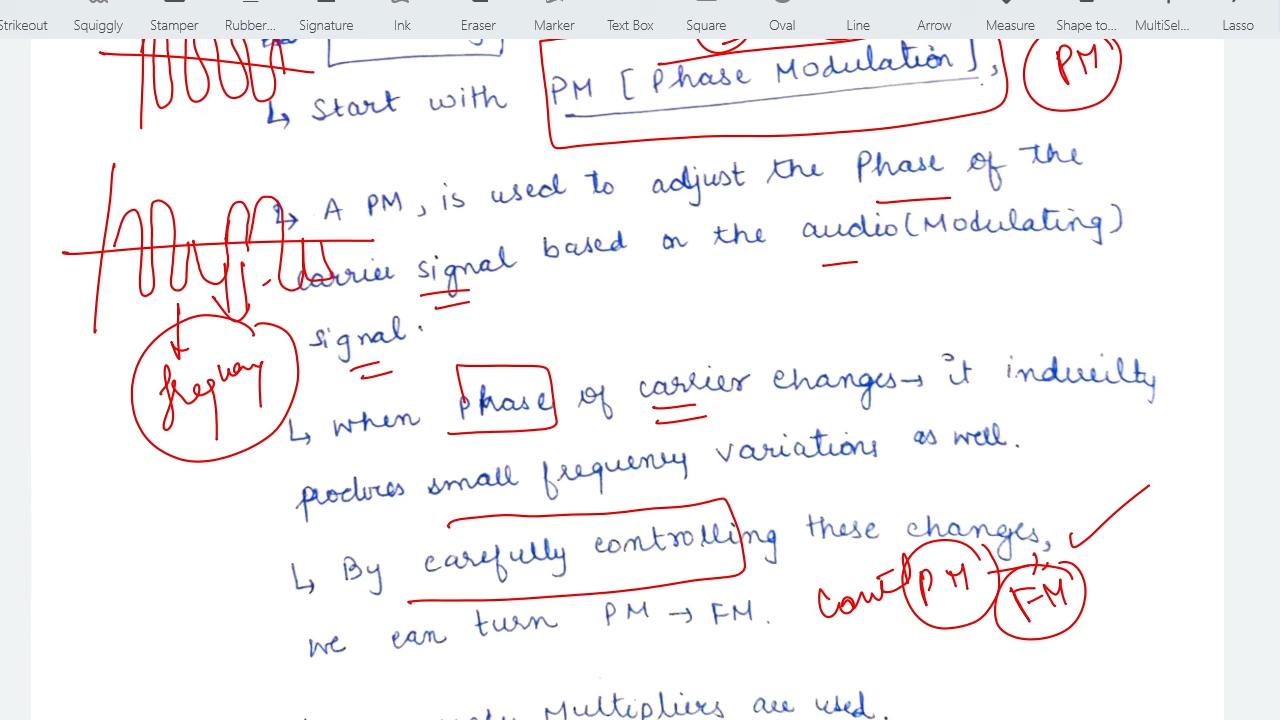 Strikeout Squiggly Stamper Rubber... Signature Ink Eraser Marker Text Box Square Oval Line Arrow Measure Shape to... MultiSel... Lasso
↳ Start with PM [Phase Modulation], PM
↳ A PM, is used to adjust the Phase of the
carrier signal based on the audio (Modulating)
signal.
frequency
↳ When phase of carrier changes → it indireilty
produces small frequency variations as well.
↳ By carefully controlling these changes,
we can turn PM → FM. PM FM
Multipliers are used.